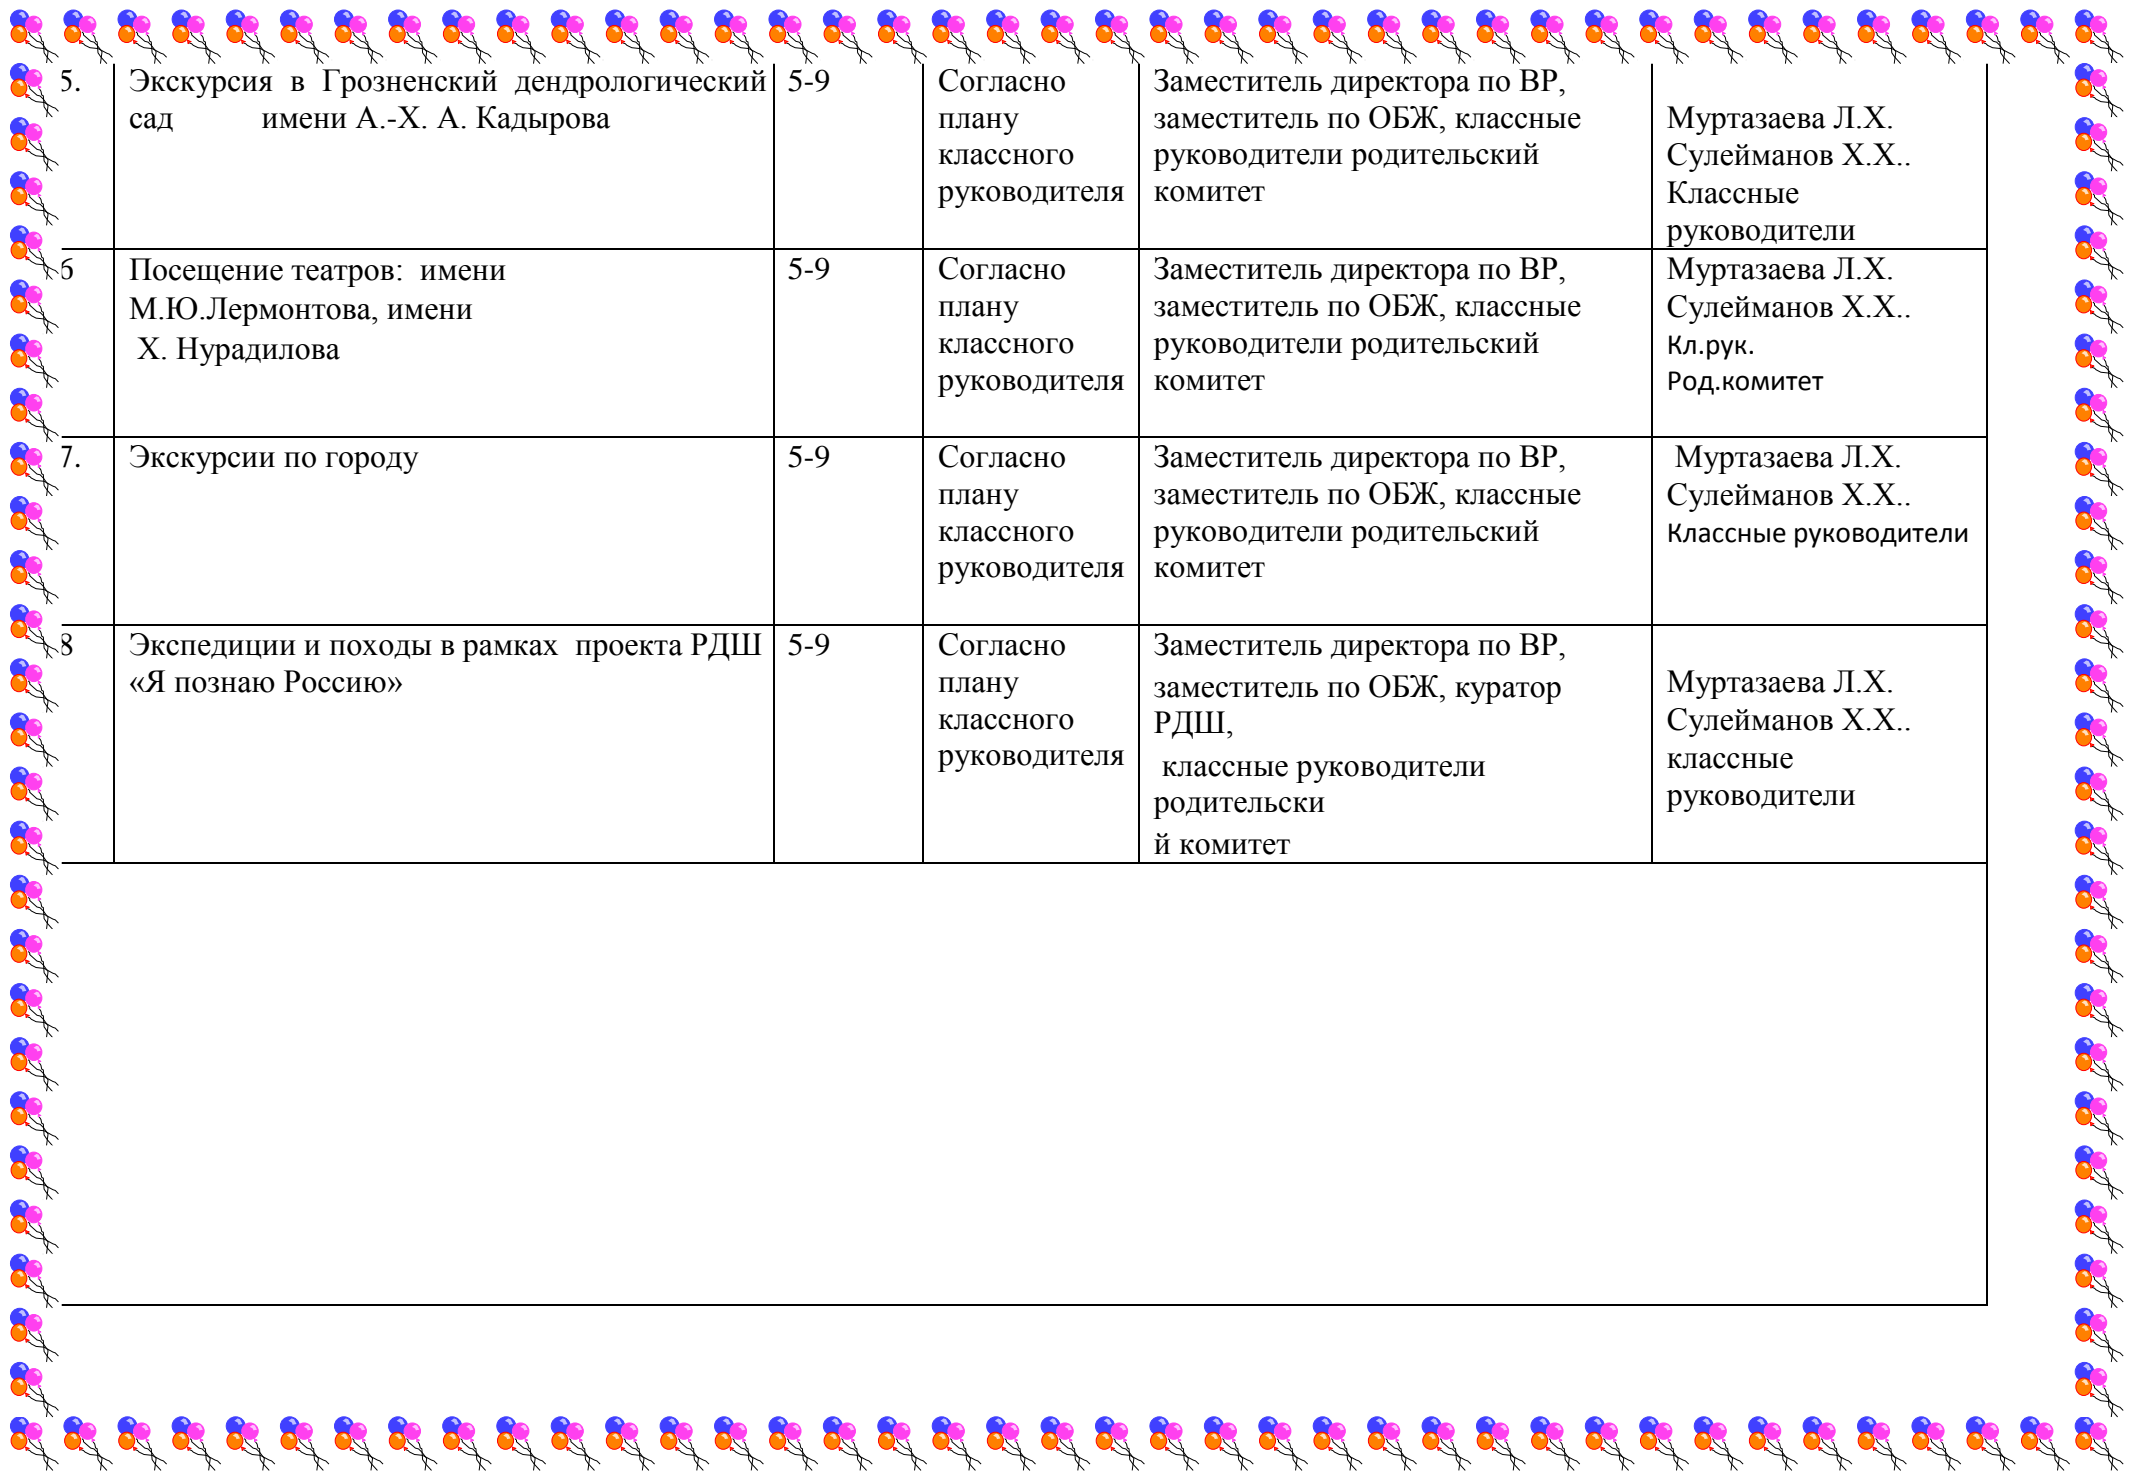 5.
Экскурсия в Грозненский дендрологический
сад имени А.-Х. А. Кадырова
5-9
Согласно
плану
классного
руководителя
Заместитель директора по ВР,
заместитель по ОБЖ, классные
руководители родительский
комитет
Муртазаева Л.Х.
Сулейманов Х.Х..
Классные
руководители
6
Посещение театров: имени
М.Ю.Лермонтова, имени
Х. Нурадилова
5-9
Согласно
плану
классного
руководителя
Заместитель директора по ВР,
заместитель по ОБЖ, классные
руководители родительский
комитет
Муртазаева Л.Х.
Сулейманов Х.Х..
Кл.рук.
Род.комитет
7.
Экскурсии по городу
5-9
Согласно
плану
классного
руководителя
Заместитель директора по ВР,
заместитель по ОБЖ, классные
руководители родительский
комитет
Муртазаева Л.Х.
Сулейманов Х.Х..
Классные руководители
8
Экспедиции и походы в рамках проекта РДШ
«Я познаю Россию»
5-9
Согласно
плану
классного
руководителя
Заместитель директора по ВР,
заместитель по ОБЖ, куратор
РДШ,
классные руководители
родительски
й комитет
Муртазаева Л.Х.
Сулейманов Х.Х..
классные
руководители